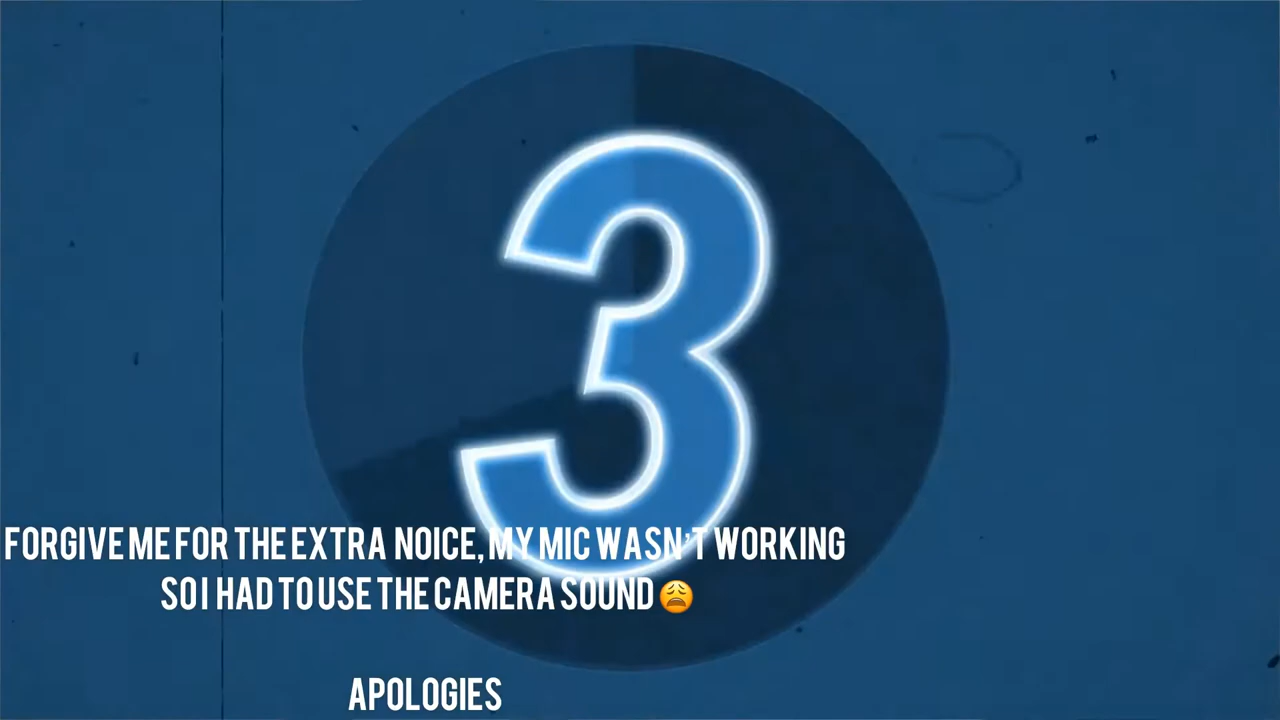 3
FORGIVE ME FOR THE EXTRA NOICE, MY MIC WASN'T WORKING
SO I HAD TO USE THE CAMERA SOUND 😩
APOLOGIES